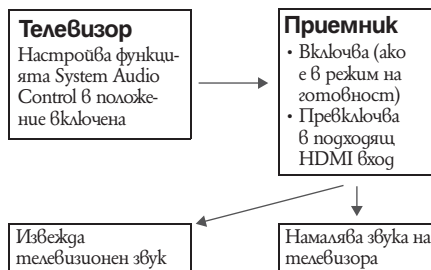 Телевизор
Настройва функци-
ята System Audio
Control в положе-
ние включена
Приемник
• Включва (ако
е в режим на
готовност)
• Превключва
в подходящ
HDMI вход
Извежда
телевизионен звук
Намалява звука на
телевизора